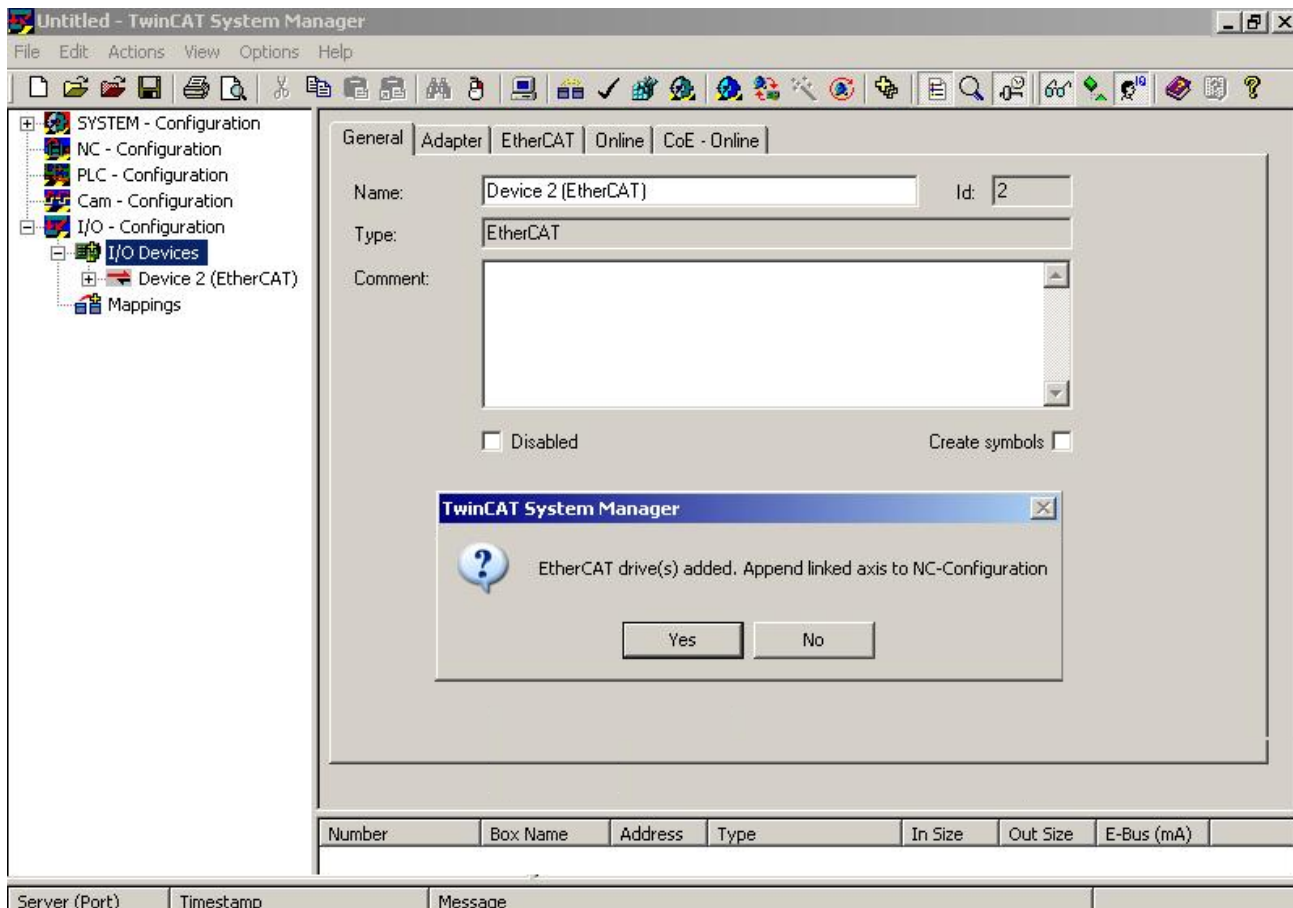 Untitled - TwinCAT System Manager
File Edit Actions View Options Help
SYSTEM - Configuration
NC - Configuration
PLC - Configuration
Cam - Configuration
I/O - Configuration
I/O Devices
Device 2 (EtherCAT)
Mappings
General Adapter EtherCAT Online CoE - Online
Name: Device 2 (EtherCAT) Id: 2
Type: EtherCAT
Comment:
Disabled Create symbols
TwinCAT System Manager
EtherCAT drive(s) added. Append linked axis to NC-Configuration
Yes No
Number Box Name Address Type In Size Out Size E-Bus (mA)
Server (Port) Timestamp Message